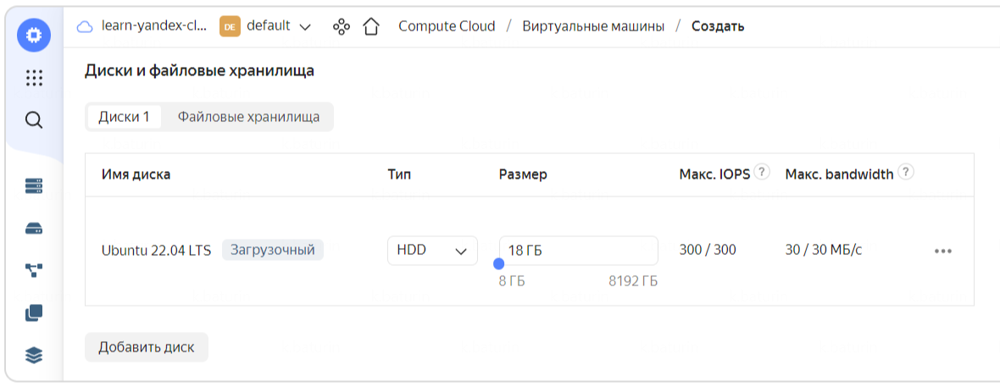 learn-yandex-cl... DE default Compute Cloud / Виртуальные машины / Создать
Диски и файловые хранилища
Диски 1 Файловые хранилища
Имя диска Тип Размер Макс. IOPS ? Макс. bandwidth ?
Ubuntu 22.04 LTS Загрузочный HDD 18 ГБ 300 / 300 30 / 30 МБ/с
8 ГБ 8192 ГБ
Добавить диск